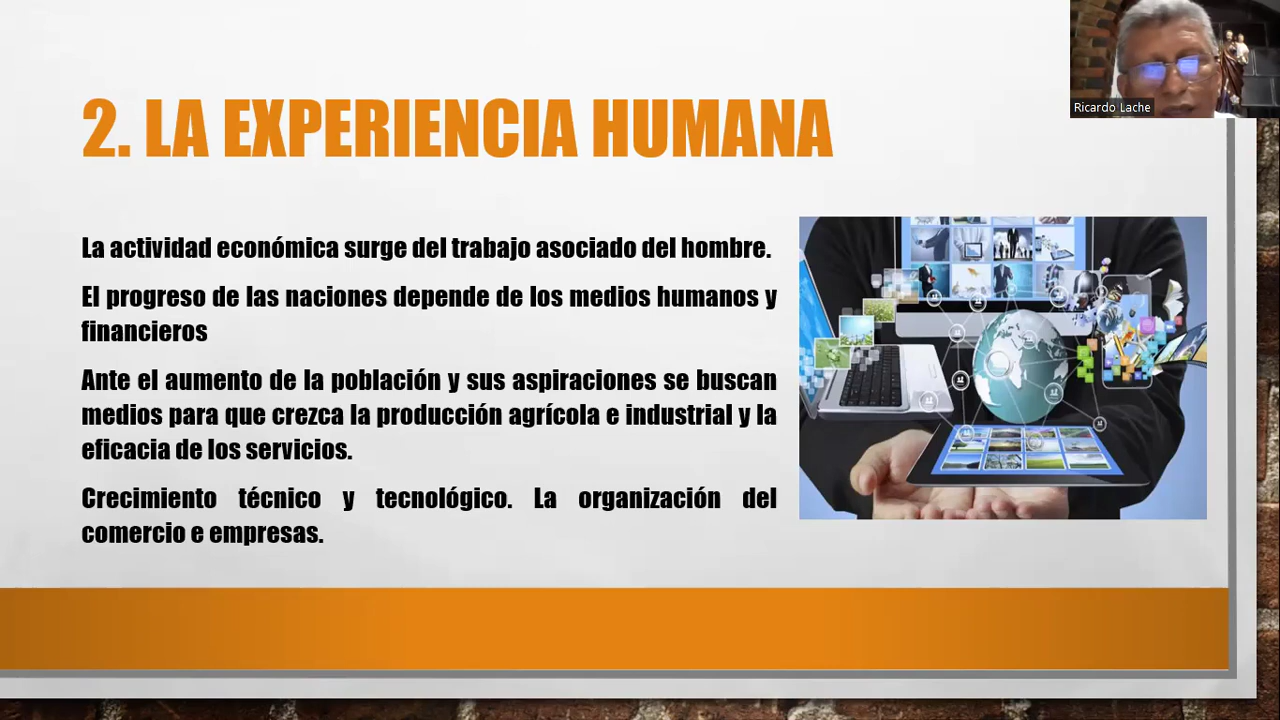 Ricardo Lache
2. LA EXPERIENCIA HUMANA
La actividad económica surge del trabajo asociado del hombre.
El progreso de las naciones depende de los medios humanos y
financieros
Ante el aumento de la población y sus aspiraciones se buscan
medios para que crezca la producción agrícola e industrial y la
eficacia de los servicios.
Crecimiento técnico y tecnológico. La organización del
comercio e empresas.